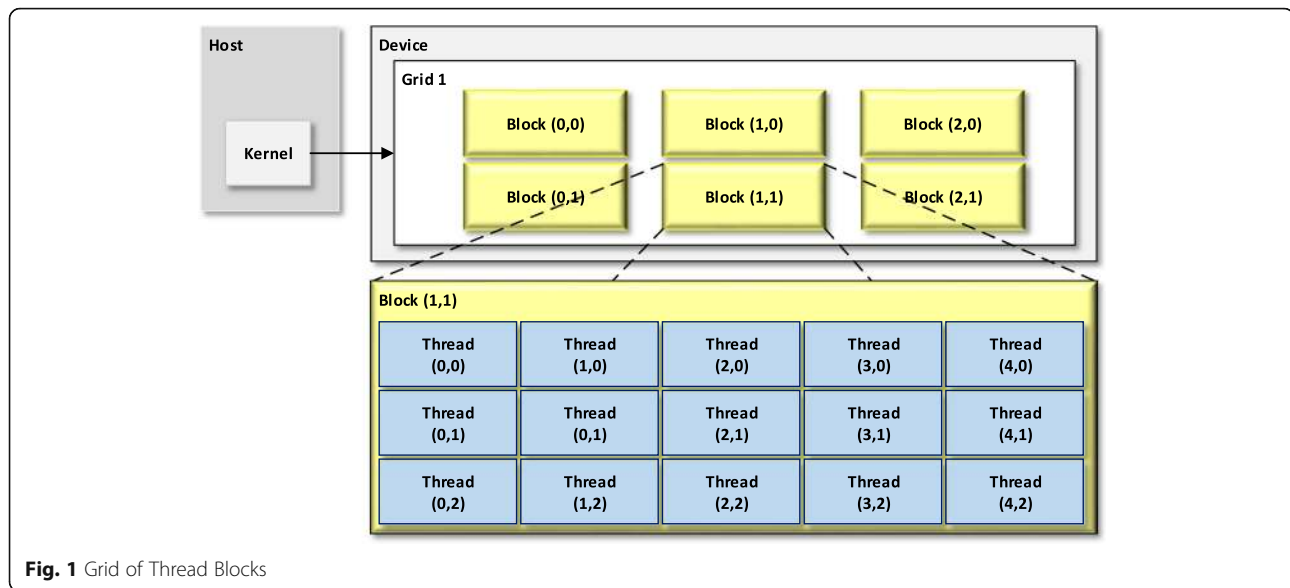 Host
Device
Grid 1
Kernel
Block (0,0)
Block (1,0)
Block (2,0)
Block (0,1)
Block (1,1)
Block (2,1)
Block (1,1)
Thread
(0,0)
Thread
(1,0)
Thread
(2,0)
Thread
(3,0)
Thread
(4,0)
Thread
(0,1)
Thread
(0,1)
Thread
(2,1)
Thread
(3,1)
Thread
(4,1)
Thread
(0,2)
Thread
(1,2)
Thread
(2,2)
Thread
(3,2)
Thread
(4,2)
Fig. 1 Grid of Thread Blocks